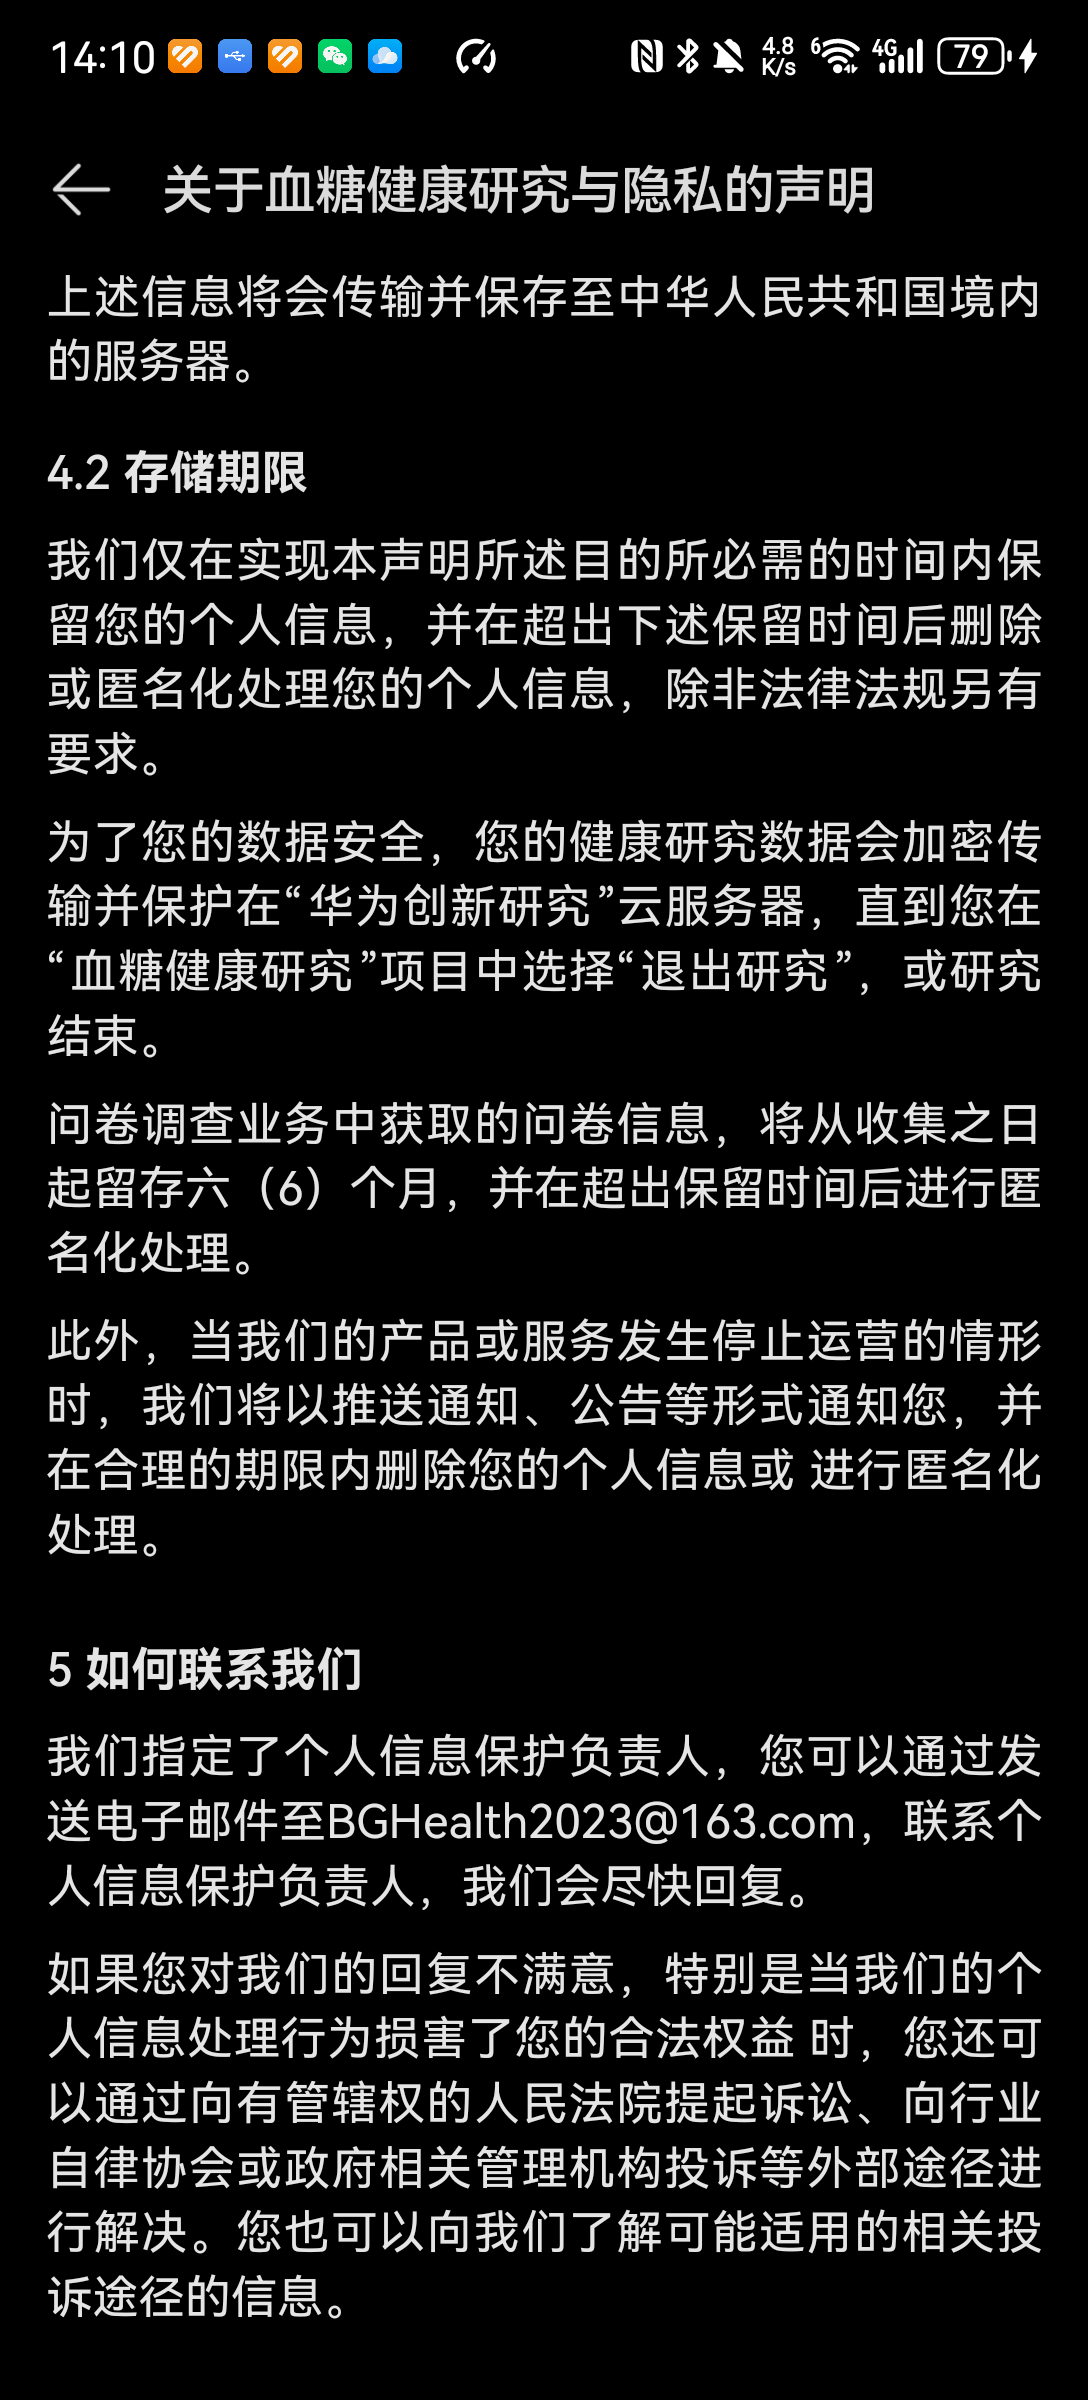 14:10
4.8 K/s 6 4G 79
关于血糖健康研究与隐私的声明
上述信息将会传输并保存至中华人民共和国境内
的服务器。
4.2 存储期限
我们仅在实现本声明所述目的所必需的时间内保
留您的个人信息，并在超出下述保留时间后删除
或匿名化处理您的个人信息，除非法律法规另有
要求。
为了您的数据安全，您的健康研究数据会加密传
输并保护在“华为创新研究”云服务器，直到您在
“血糖健康研究”项目中选择“退出研究”，或研究
结束。
问卷调查业务中获取的问卷信息，将从收集之日
起留存六（6）个月，并在超出保留时间后进行匿
名化处理。
此外，当我们的产品或服务发生停止运营的情形
时，我们将以推送通知、公告等形式通知您，并
在合理的期限内删除您的个人信息或 进行匿名化
处理。
5 如何联系我们
我们指定了个人信息保护负责人，您可以通过发
送电子邮件至BGHealth2023@163.com，联系个
人信息保护负责人，我们会尽快回复。
如果您对我们的回复不满意，特别是当我们的个
人信息处理行为损害了您的合法权益 时，您还可
以通过向有管辖权的人民法院提起诉讼、向行业
自律协会或政府相关管理机构投诉等外部途径进
行解决。您也可以向我们了解可能适用的相关投
诉途径的信息。